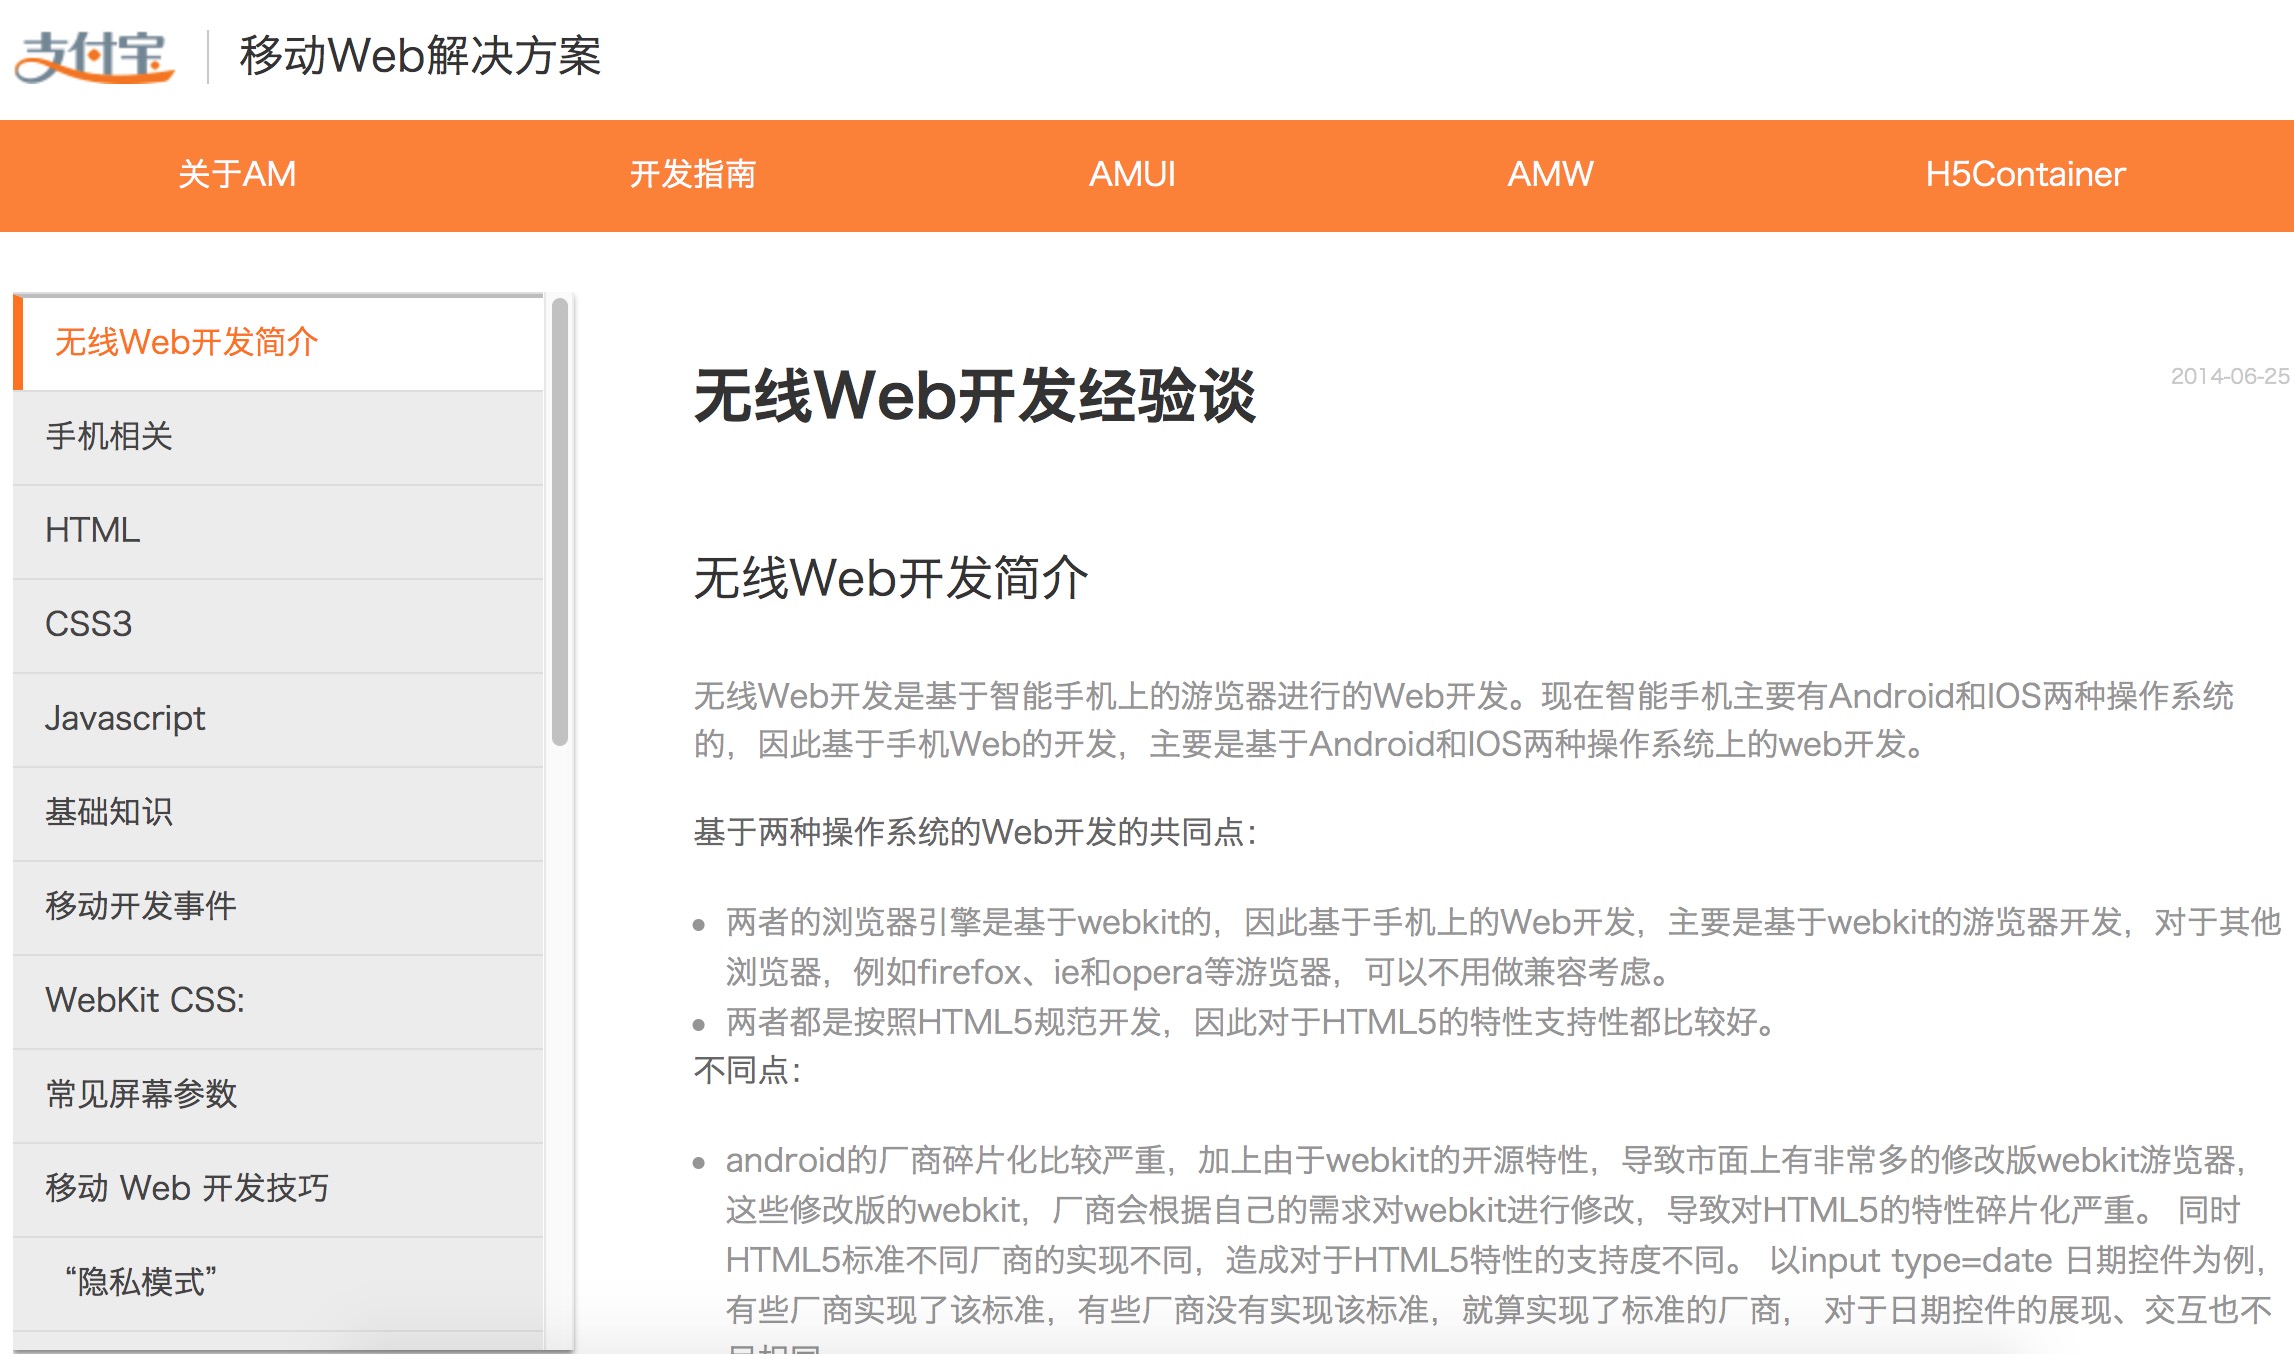 支付宝
移动Web解决方案
关于AM
开发指南
AMUI
AMW
H5Container
无线Web开发简介
手机相关
HTML
CSS3
Javascript
基础知识
移动开发事件
WebKit CSS:
常见屏幕参数
移动 Web 开发技巧
“隐私模式”
无线Web开发经验谈
2014-06-25
无线Web开发简介
无线Web开发是基于智能手机上的游览器进行的Web开发。现在智能手机主要有Android和IOS两种操作系统
的，因此基于手机Web的开发，主要是基于Android和IOS两种操作系统上的web开发。
基于两种操作系统的Web开发的共同点：
两者的浏览器引擎是基于webkit的，因此基于手机上的Web开发，主要是基于webkit的游览器开发，对于其他
浏览器，例如firefox、ie和opera等游览器，可以不用做兼容考虑。
两者都是按照HTML5规范开发，因此对于HTML5的特性支持性都比较好。
不同点：
android的厂商碎片化比较严重，加上由于webkit的开源特性，导致市面上有非常多的修改版webkit游览器，
这些修改版的webkit，厂商会根据自己的需求对webkit进行修改，导致对HTML5的特性碎片化严重。 同时
HTML5标准不同厂商的实现不同，造成对于HTML5特性的支持度不同。 以input type=date 日期控件为例，
有些厂商实现了该标准，有些厂商没有实现该标准，就算实现了标准的厂商， 对于日期控件的展现、交互也不